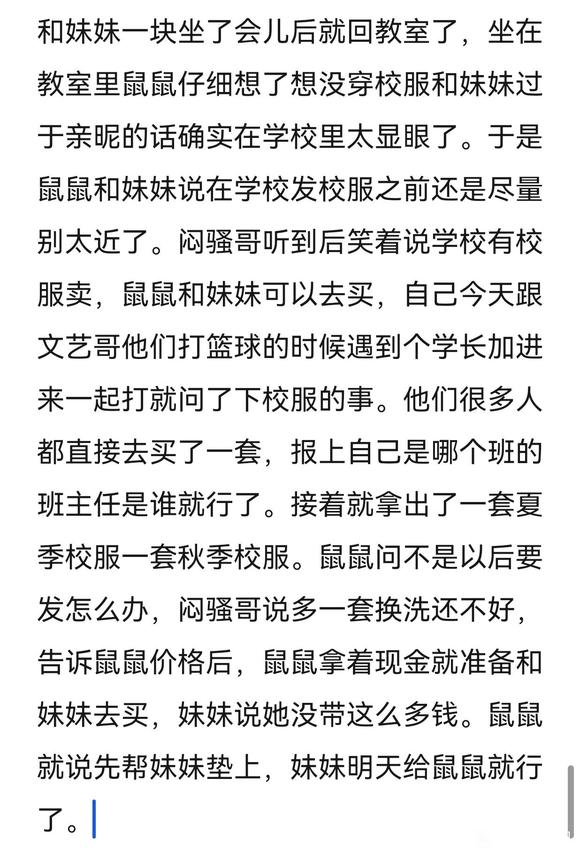 和妹妹一块坐了会儿后就回教室了，坐在
教室里鼠鼠仔细想了想没穿校服和妹妹过
于亲昵的话确实在学校里太显眼了。于是
鼠鼠和妹妹说在学校发校服之前还是尽量
别太近了。闷骚哥听到后笑着说学校有校
服卖，鼠鼠和妹妹可以去买，自己今天跟
文艺哥他们打篮球的时候遇到个学长加进
来一起打就问了下校服的事。他们很多人
都直接去买了一套，报上自己是哪个班的
班主任是谁就行了。接着就拿出了一套夏
季校服一套秋季校服。鼠鼠问不是以后要
发怎么办，闷骚哥说多一套换洗还不好，
告诉鼠鼠价格后，鼠鼠拿着现金就准备和
妹妹去买，妹妹说她没带这么多钱。鼠鼠
就说先帮妹妹垫上，妹妹明天给鼠鼠就行
了。